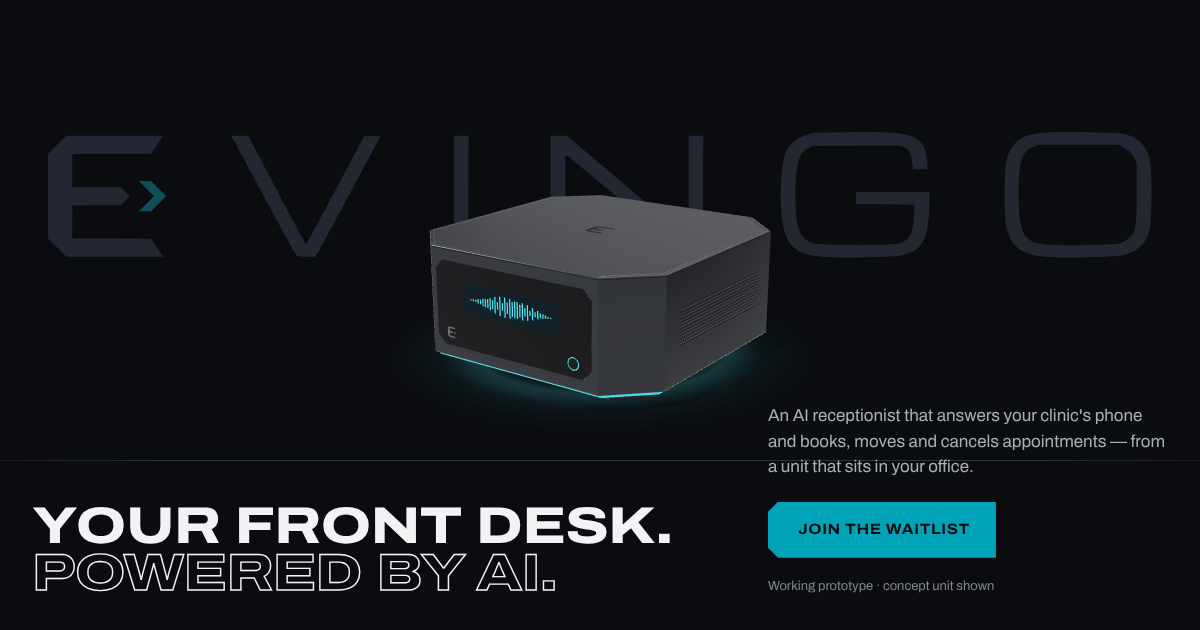 EVINGO
E
E
An AI receptionist that answers your clinic's phone
and books, moves and cancels appointments — from
a unit that sits in your office.
YOUR FRONT DESK.
POWERED BY AI.
JOIN THE WAITLIST
Working prototype · concept unit shown